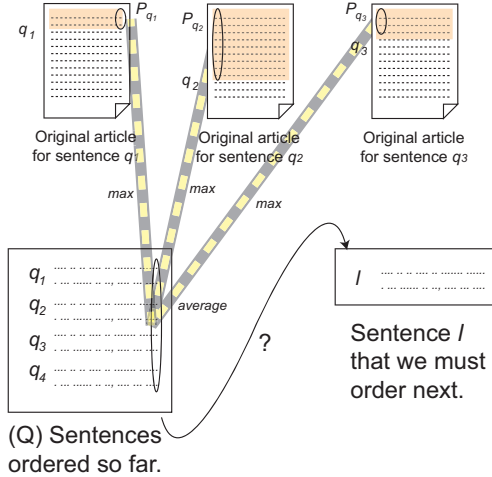 q1
Pq1
Pq2
q2
Pq3
q3
Original article
for sentence q1
Original article
for sentence q2
Original article
for sentence q3
max
max
max
q1
q2
q3
q4
average
?
l
(Q) Sentences
ordered so far.
Sentence l
that we must
order next.